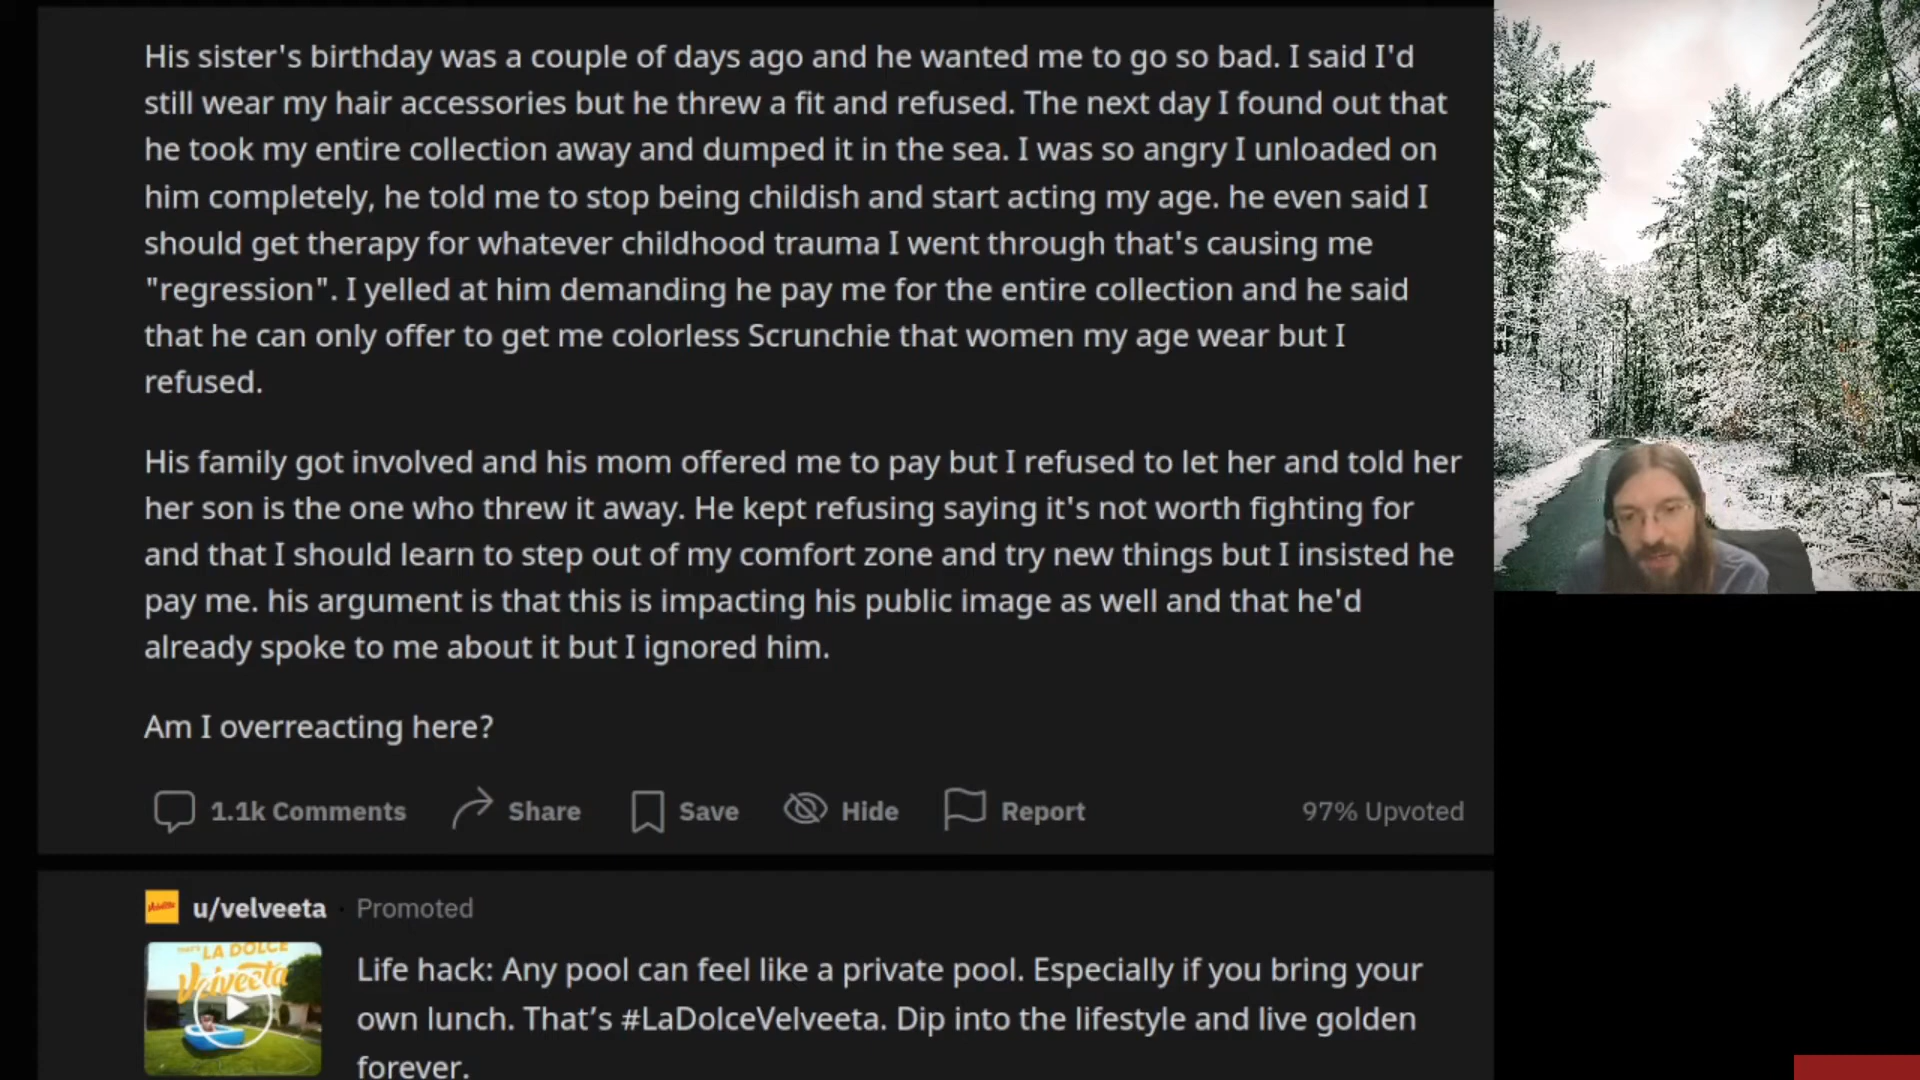 His sister's birthday was a couple of days ago and he wanted me to go so bad. I said I'd
still wear my hair accessories but he threw a fit and refused. The next day I found out that
he took my entire collection away and dumped it in the sea. I was so angry I unloaded on
him completely, he told me to stop being childish and start acting my age. he even said I
should get therapy for whatever childhood trauma I went through that's causing me
"regression". I yelled at him demanding he pay me for the entire collection and he said
that he can only offer to get me colorless Scrunchie that women my age wear but I
refused.
His family got involved and his mom offered me to pay but I refused to let her and told her
her son is the one who threw it away. He kept refusing saying it's not worth fighting for
and that I should learn to step out of my comfort zone and try new things but I insisted he
pay me. his argument is that this is impacting his public image as well and that he'd
already spoke to me about it but I ignored him.
Am I overreacting here?
1.1k Comments Share Save Hide Report 97% Upvoted
u/velveeta · Promoted
LA DOLCE
Velveeta
Life hack: Any pool can feel like a private pool. Especially if you bring your
own lunch. That’s #LaDolceVelveeta. Dip into the lifestyle and live golden
forever.